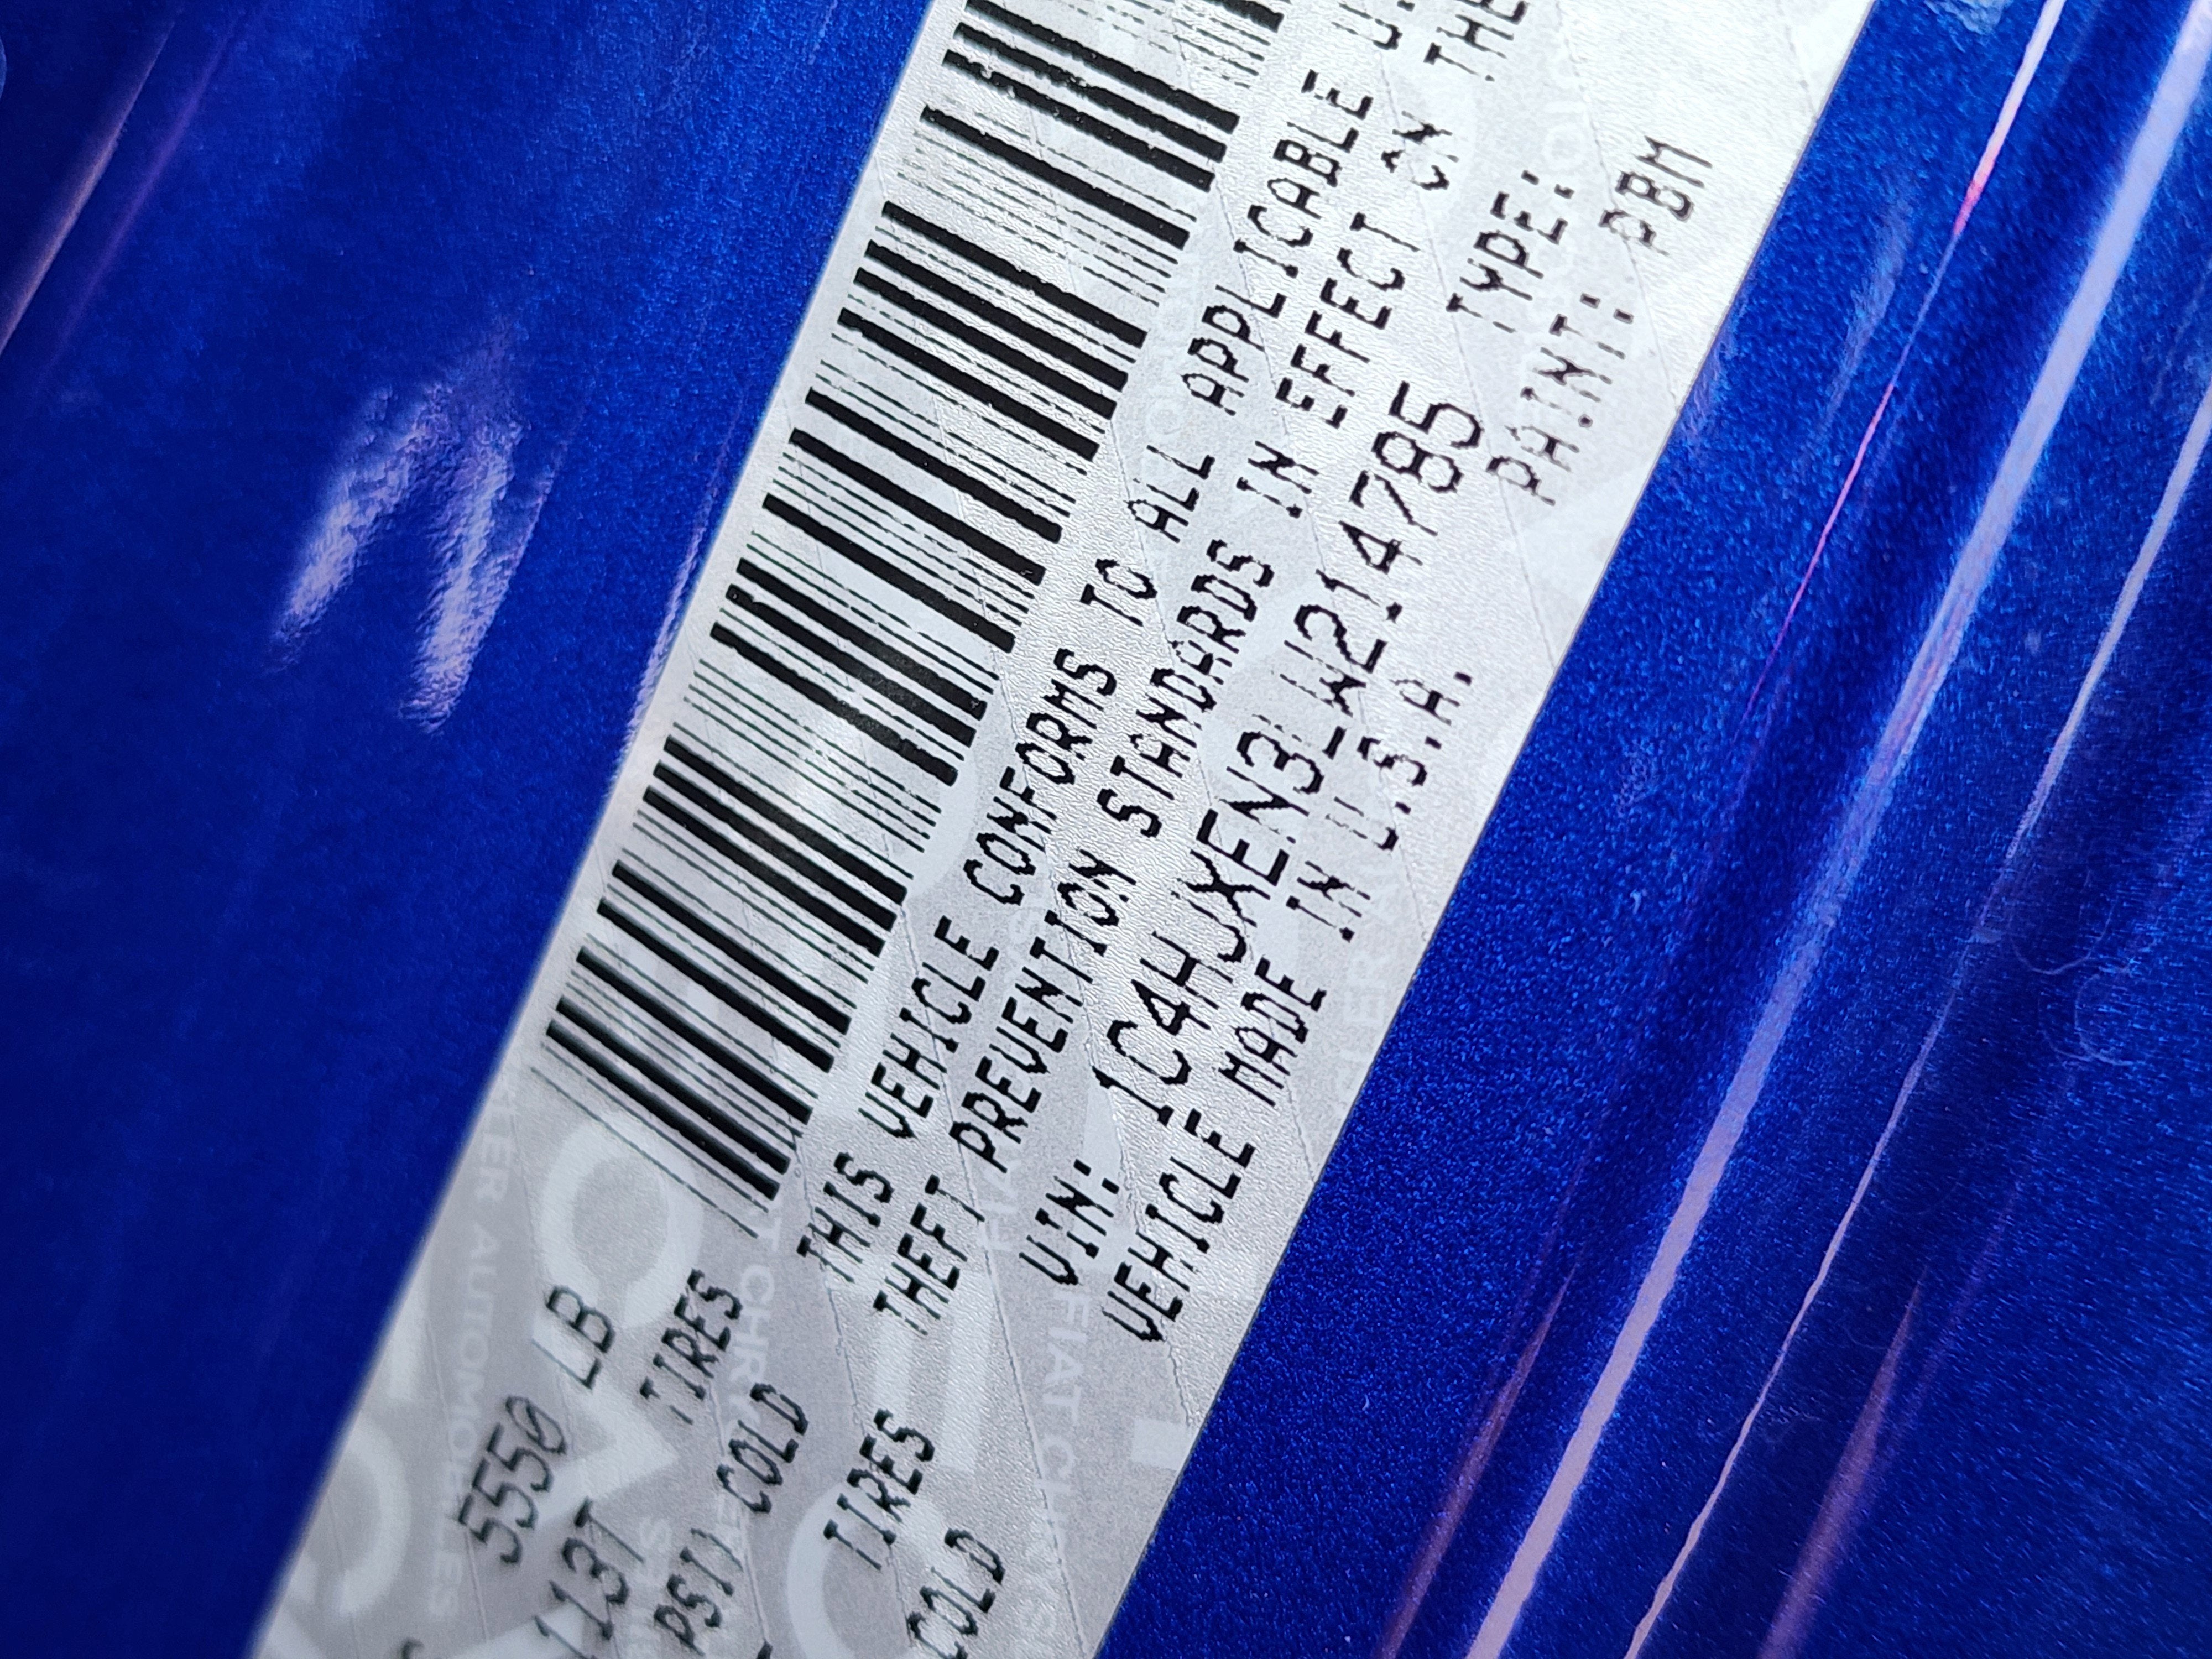 5550 LB
113T TIRES
PSI) COLD
TIRES
COLD
THIS VEHICLE CONFORMS TO ALL APPLICABLE U.
THEFT PREVENTION STANDARDS IN EFFECT ON THE
VIN: 1C4HJXEN3LW214785 TYPE:
VEHICLE MADE IN U.S.A. PAINT: PBM